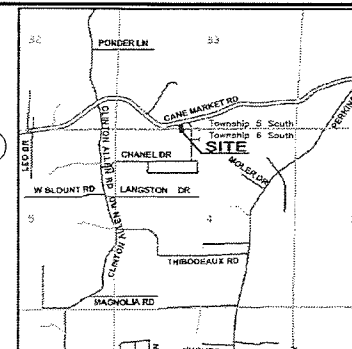 32
33
PONDER LN
CANE MARKET RD
PERKINS
Township 5 South
Township 6 South
SITE
LEO RD
CLINTON ALLEN RD
CHANEL DR
MOLER DR
W BLOUNT RD
LANGSTON DR
5
4
CLINTON ALLEN RD
THIBODEAUX RD
MAGNOLIA RD